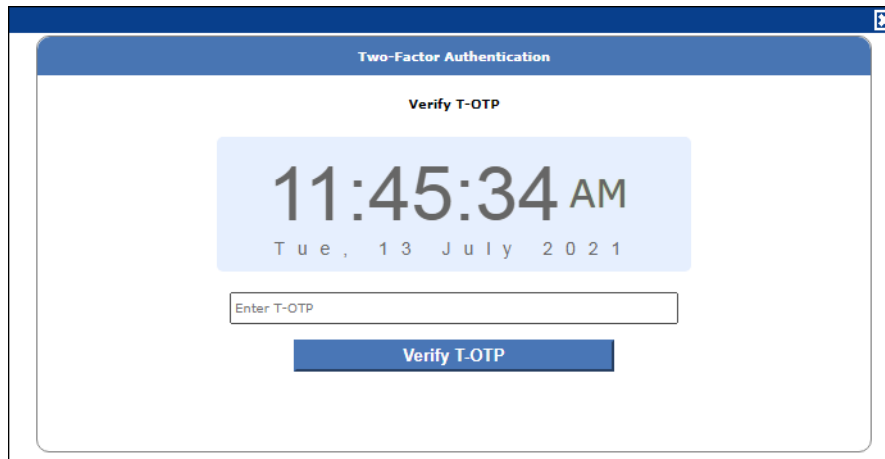 Two-Factor Authentication
Verify T-OTP
11:45:34 AM
Tue, 13 July 2021
Enter T-OTP
Verify T-OTP